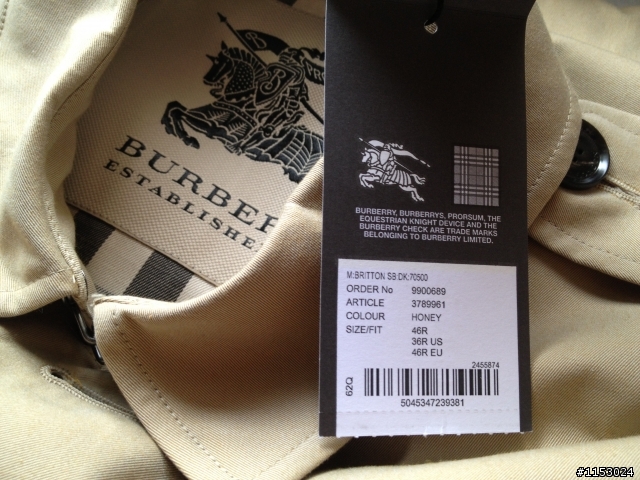 BURBER
ESTABLISHE
BURBERRY, BURBERRYS, PRORSUM, THE
EQUESTRIAN KNIGHT DEVICE AND THE
BURBERRY CHECK ARE TRADE MARKS
BELONGING TO BURBERRY LIMITED.
M:BRITTON SB:DK:70500
ORDER No 9900689
ARTICLE 3789961
COLOUR HONEY
SIZE/FIT 46R
36R US
46R EU
2455874
62Q
5045347239381
#1153024